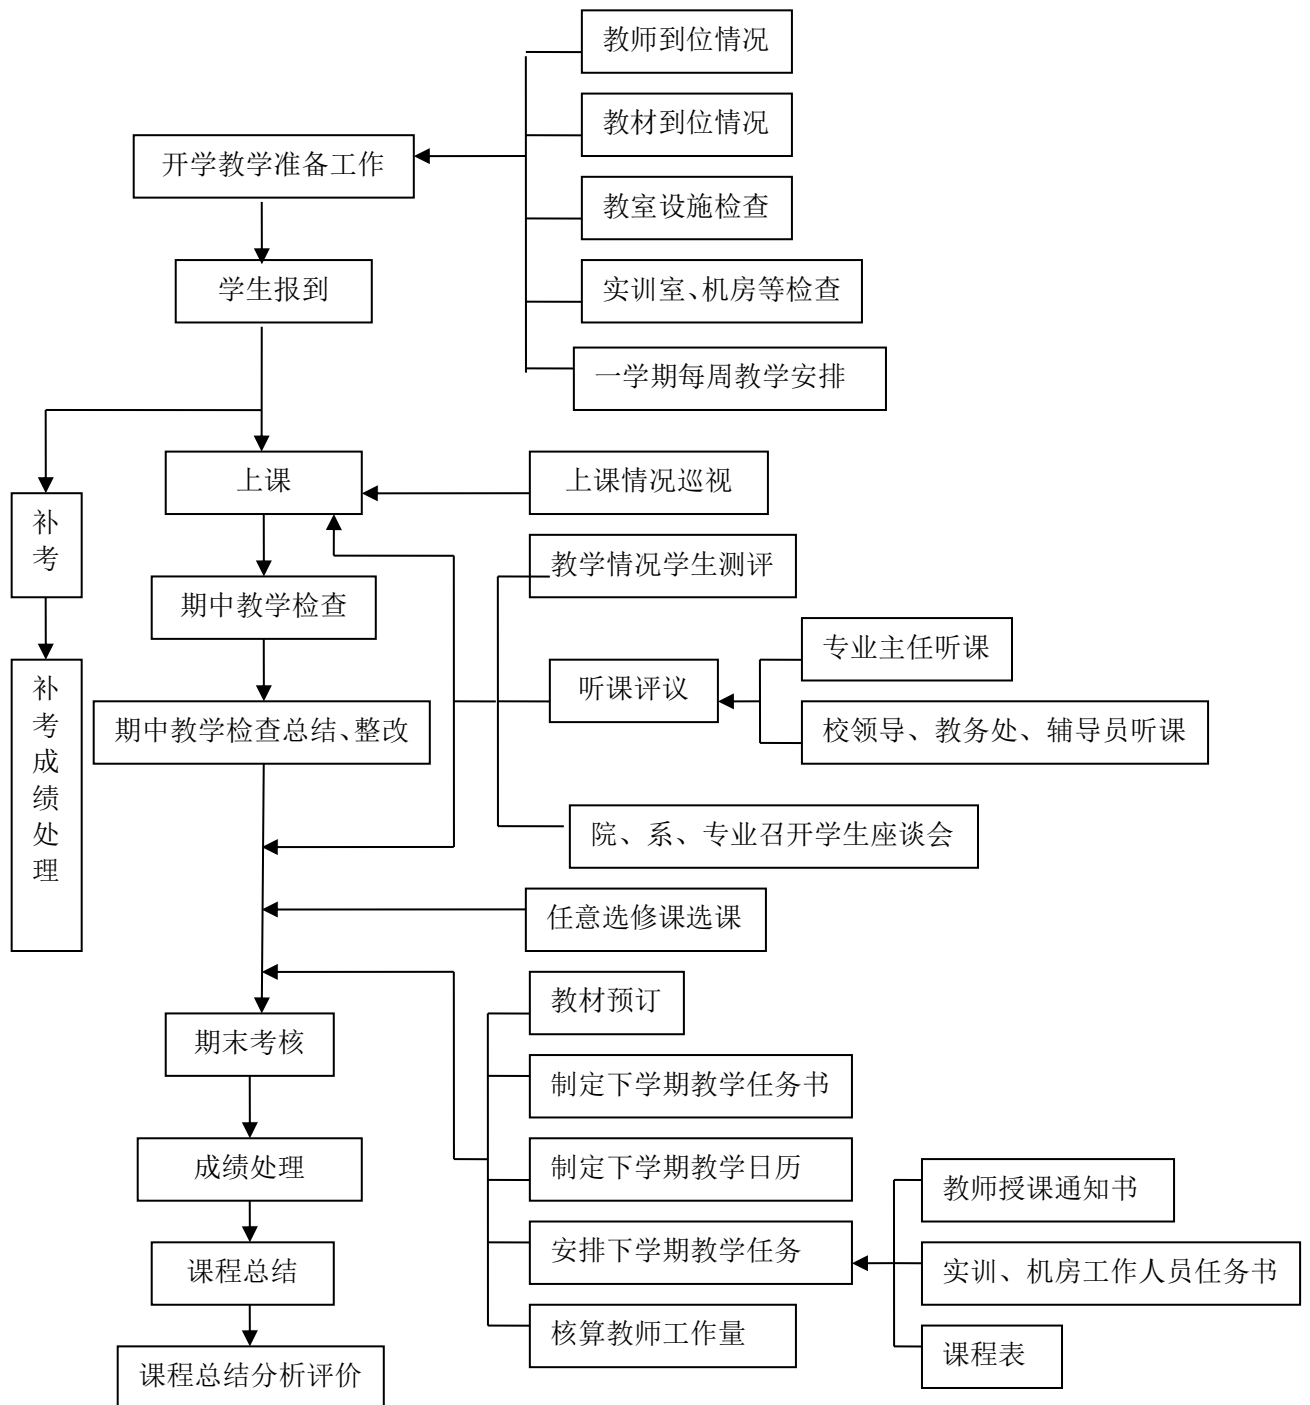 教师到位情况
教材到位情况
开学教学准备工作
教室设施检查
学生报到
实训室、机房等检查
一学期每周教学安排
上课
上课情况巡视
补
考
教学情况学生测评
期中教学检查
专业主任听课
听课评议
补
考
成
绩
处
理
期中教学检查总结、整改
校领导、教务处、辅导员听课
院、系、专业召开学生座谈会
任意选修课选课
教材预订
期末考核
制定下学期教学任务书
成绩处理
制定下学期教学日历
教师授课通知书
安排下学期教学任务
课程总结
实训、机房工作人员任务书
核算教师工作量
课程表
课程总结分析评价